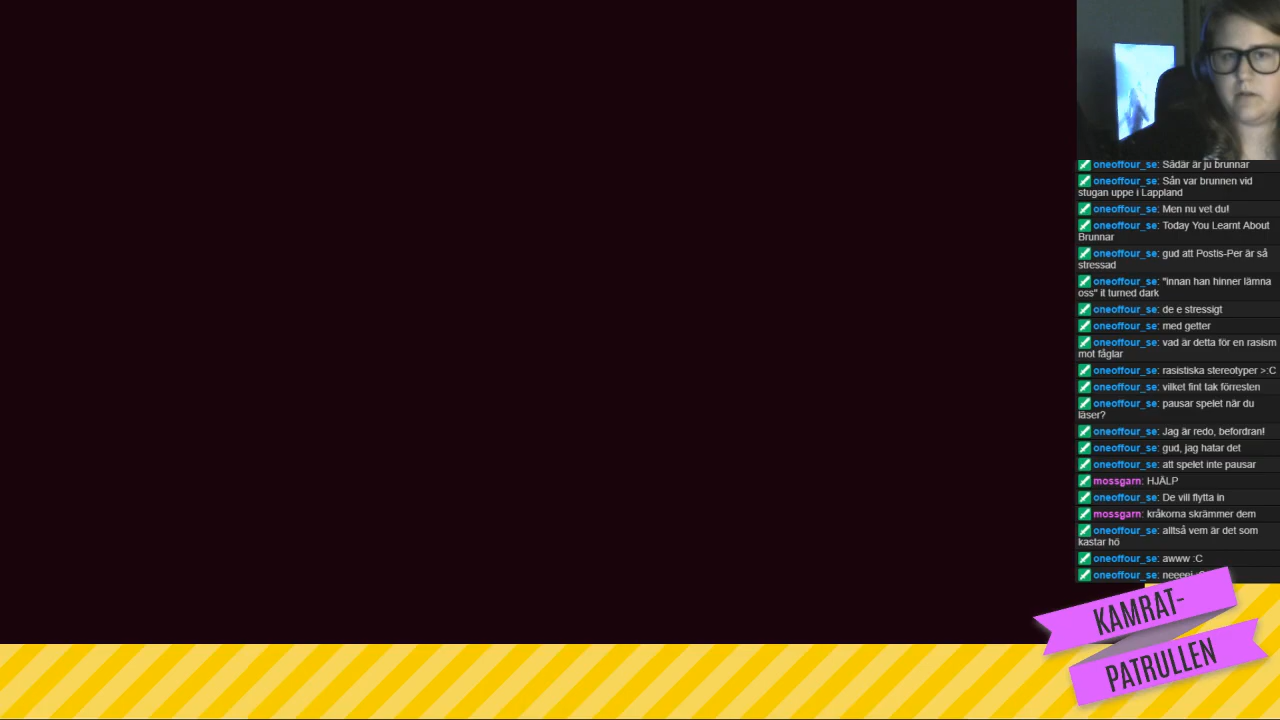 oneoffour_se: Sådär är ju brunnar
oneoffour_se: Sån var brunnen vid
stugan uppe i Lappland
oneoffour_se: Men nu vet du!
oneoffour_se: Today You Learnt About
Brunnar
oneoffour_se: gud att Postis-Per är så
stressad
oneoffour_se: "innan han hinner lämna
oss" it turned dark
oneoffour_se: de e stressigt
oneoffour_se: med getter
oneoffour_se: vad är detta för en rasism
mot fåglar
oneoffour_se: rasistiska stereotyper >:C
oneoffour_se: vilket fint tak förresten
oneoffour_se: pausar spelet när du
läser?
oneoffour_se: Jag är redo, befordran!
oneoffour_se: gud, jag hatar det
oneoffour_se: att spelet inte pausar
mossgarn: HJÄLP
oneoffour_se: De vill flytta in
mossgarn: kråkorna skrämmer dem
oneoffour_se: alltså vem är det som
kastar hö
oneoffour_se: awww :C
oneoffour_se:
KAMRAT-
PATRULLEN